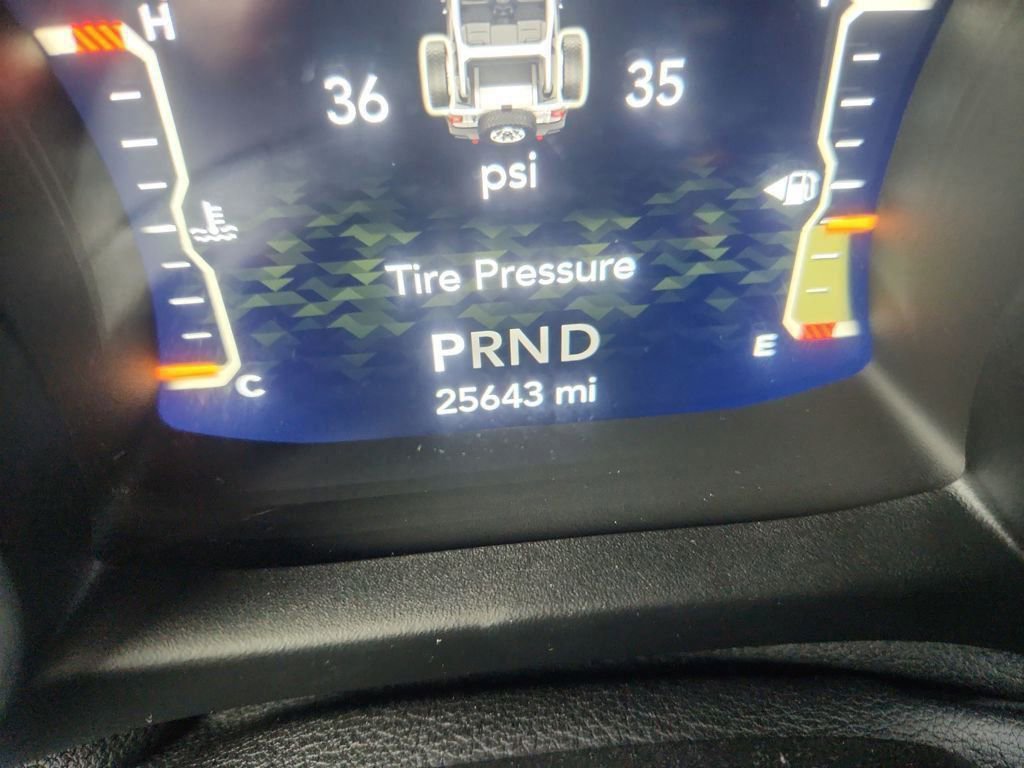 H
36 35
psi
Tire Pressure
PRND
E
C
25643 mi